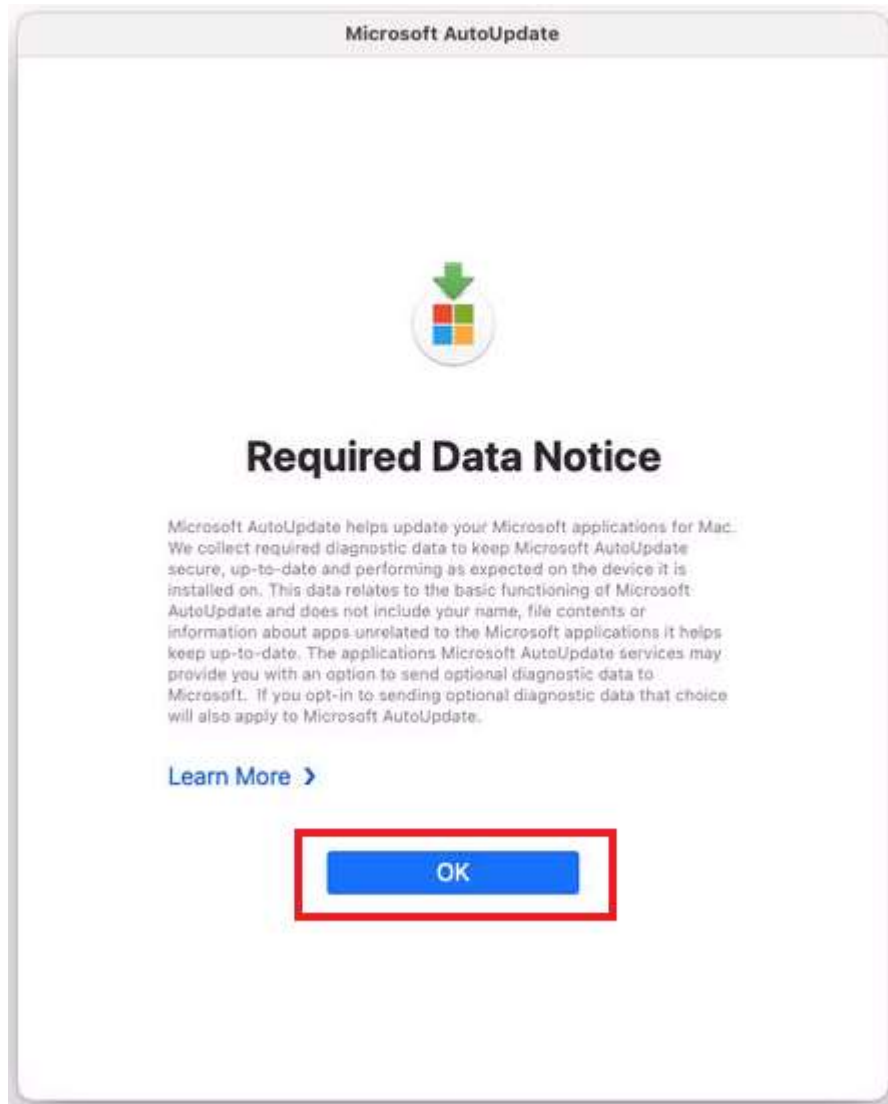 Microsoft AutoUpdate
Required Data Notice
Microsoft AutoUpdate helps update your Microsoft applications for Mac.
We collect required diagnostic data to keep Microsoft AutoUpdate
secure, up-to-date and performing as expected on the device it is
installed on. This data relates to the basic functioning of Microsoft
AutoUpdate and does not include your name, file contents or
information about apps unrelated to the Microsoft applications it helps
keep up-to-date. The applications Microsoft AutoUpdate services may
provide you with an option to send optional diagnostic data to
Microsoft. If you opt-in to sending optional diagnostic data that choice
will also apply to Microsoft AutoUpdate.
Learn More ❯
OK